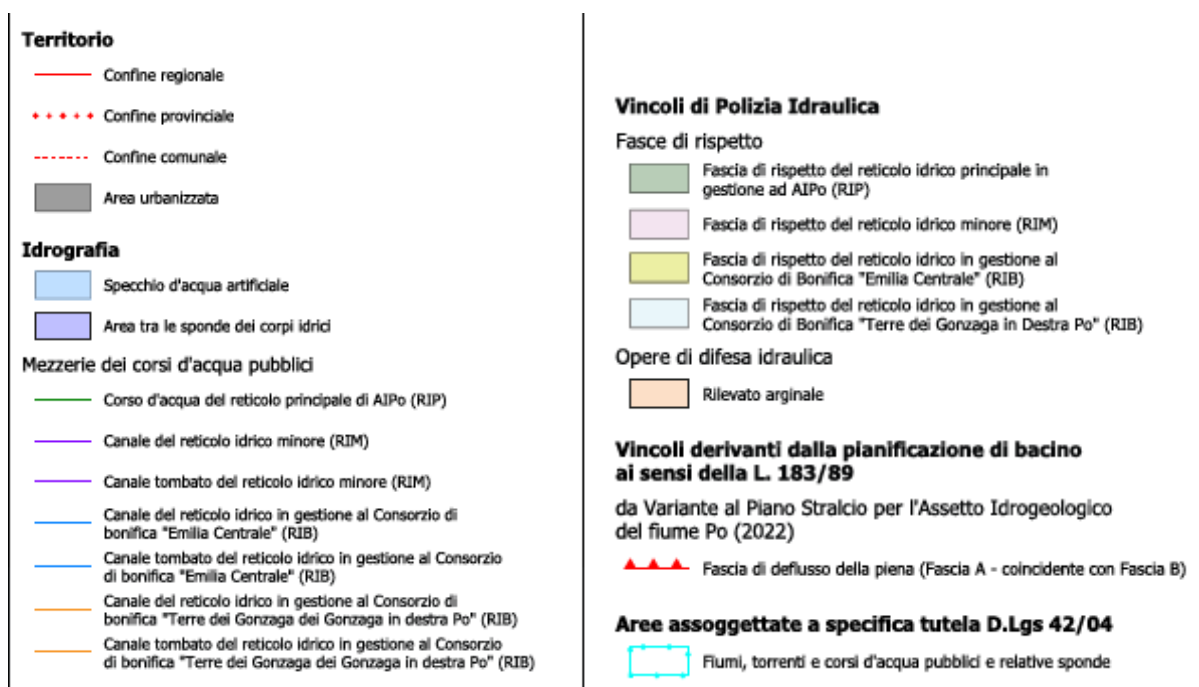 Territorio
Confine regionale
Confine provinciale
Confine comunale
Area urbanizzata
Idrografia
Specchio d'acqua artificiale
Area tra le sponde dei corpi idrici
Mezzerie dei corsi d'acqua pubblici
Corso d'acqua del reticolo principale di AIPo (RIP)
Canale del reticolo idrico minore (RIM)
Canale tombato del reticolo idrico minore (RIM)
Canale del reticolo idrico in gestione al Consorzio di
bonifica "Emilia Centrale" (RIB)
Canale tombato del reticolo idrico in gestione al Consorzio
di bonifica "Emilia Centrale" (RIB)
Canale del reticolo idrico in gestione al Consorzio di
bonifica "Terre dei Gonzaga dei Gonzaga in destra Po" (RIB)
Canale tombato del reticolo idrico in gestione al Consorzio
di bonifica "Terre dei Gonzaga dei Gonzaga in destra Po" (RIB)
Vincoli di Polizia Idraulica
Fasce di rispetto
Fascia di rispetto del reticolo idrico principale in
gestione ad AIPo (RIP)
Fascia di rispetto del reticolo idrico minore (RIM)
Fascia di rispetto del reticolo idrico in gestione al
Consorzio di Bonifica "Emilia Centrale" (RIB)
Fascia di rispetto del reticolo idrico in gestione al
Consorzio di Bonifica "Terre dei Gonzaga in Destra Po" (RIB)
Opere di difesa idraulica
Rilevato arginale
Vincoli derivanti dalla pianificazione di bacino
ai sensi della L. 183/89
da Variante al Piano Stralcio per l'Assetto Idrogeologico
del fiume Po (2022)
Fascia di deflusso della piena (Fascia A - coincidente con Fascia B)
Aree assoggettate a specifica tutela D.Lgs 42/04
Fiumi, torrenti e corsi d'acqua pubblici e relative sponde